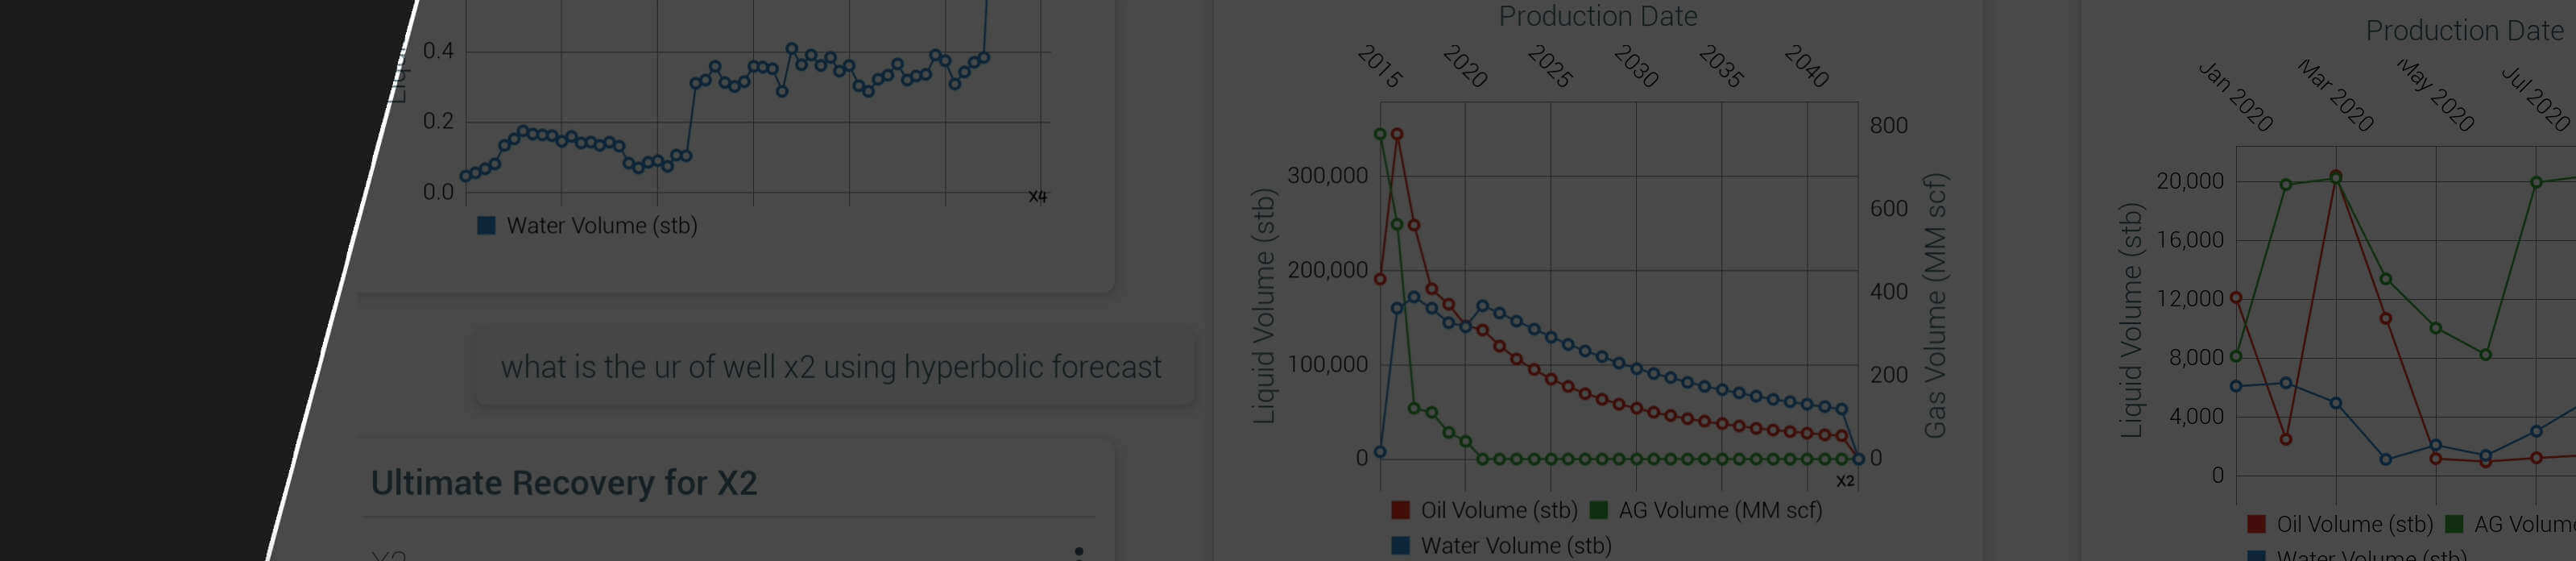 0.4
0.2
0.0
X4
Water Volume (stb)
what is the ur of well x2 using hyperbolic forecast
Ultimate Recovery for X2
X2
Production Date
2015
2020
2025
2030
2035
2040
Liquid Volume (stb)
300,000
200,000
100,000
0
800
600
400
200
0
Gas Volume (MM scf)
X2
Oil Volume (stb) AG Volume (MM scf)
Water Volume (stb)
Production Date
Jan 2020
Mar 2020
May 2020
Jul 2020
Liquid Volume (stb)
20,000
16,000
12,000
8,000
4,000
0
Oil Volume (stb) AG Volume
Water Volume (stb)